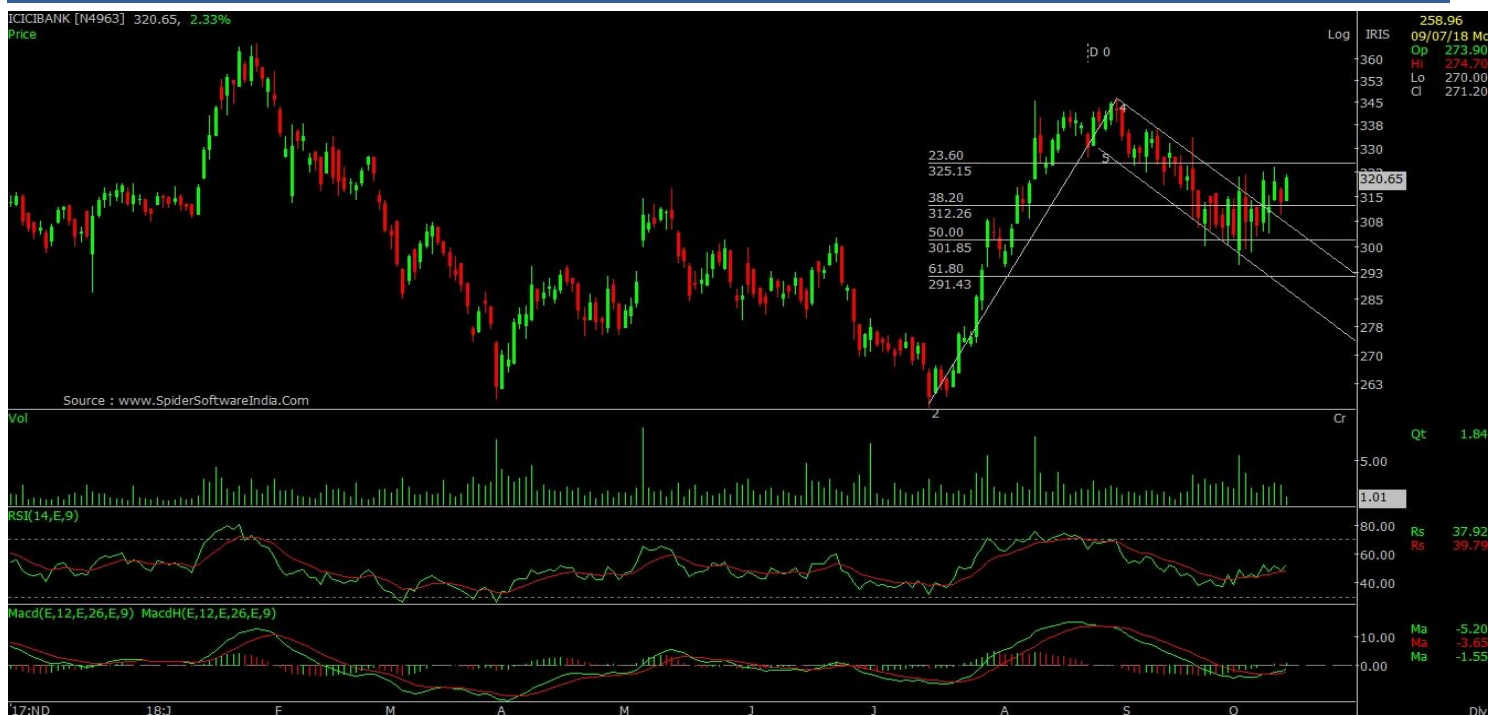 ICICIBANK [N4963] 320.65, 2.33%
Price
Log
IRIS
258.96
09/07/18 Mo
Op 273.90
Hi 274.70
Lo 270.00
Cl 271.20
D 0
360
353
345
338
330
320.65
315
308
300
293
285
278
270
263
4
5
2
23.60
325.15
38.20
312.26
50.00
301.85
61.80
291.43
Source : www.SpiderSoftwareIndia.Com
Vol
Cr
Qt 1.84
5.00
1.01
RSI(14,E,9)
80.00
60.00
40.00
Rs 37.92
Rs 39.79
Macd(E,12,E,26,E,9) MacdH(E,12,E,26,E,9)
10.00
0.00
Ma -5.20
Ma -3.65
Ma -1.55
'17:ND 18:J F M A M J J A S O Dly